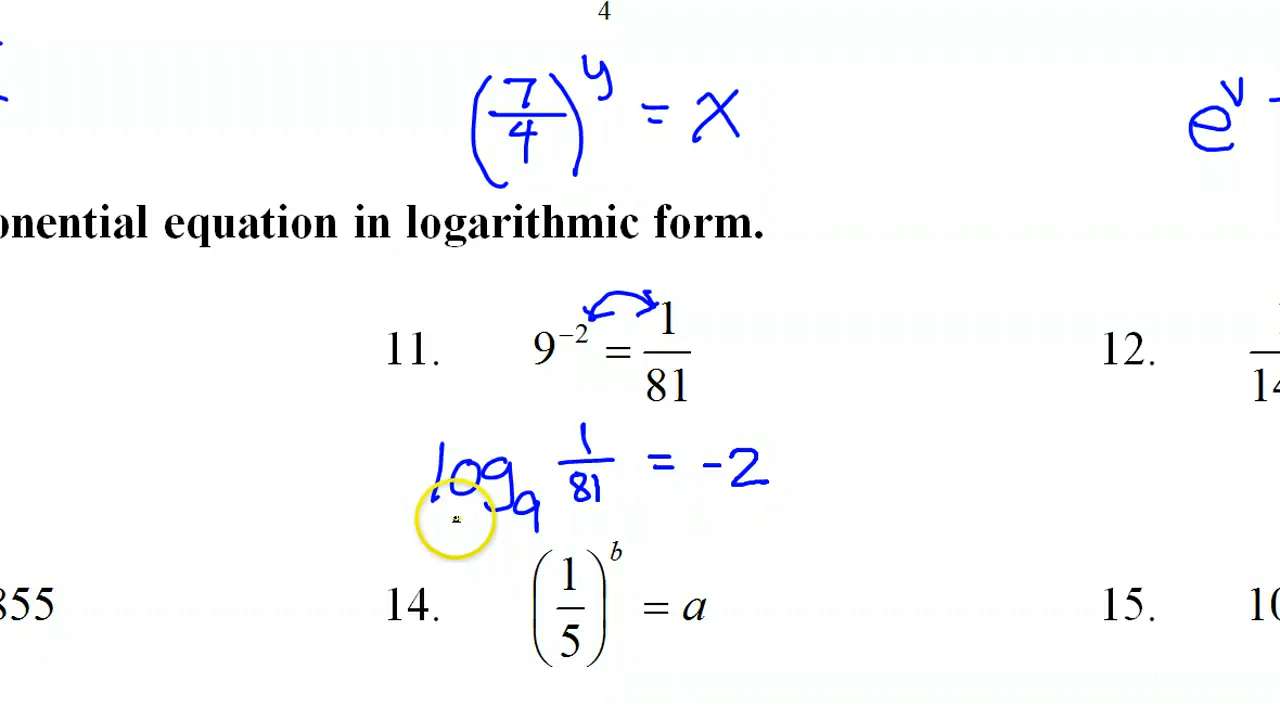 4
(7/4)^y = x
e^v
onential equation in logarithmic form.
11. 9^−2 = 1/81
12.
14
log_9 1/81 = -2
855
14. (1/5)^b = a
15. 10